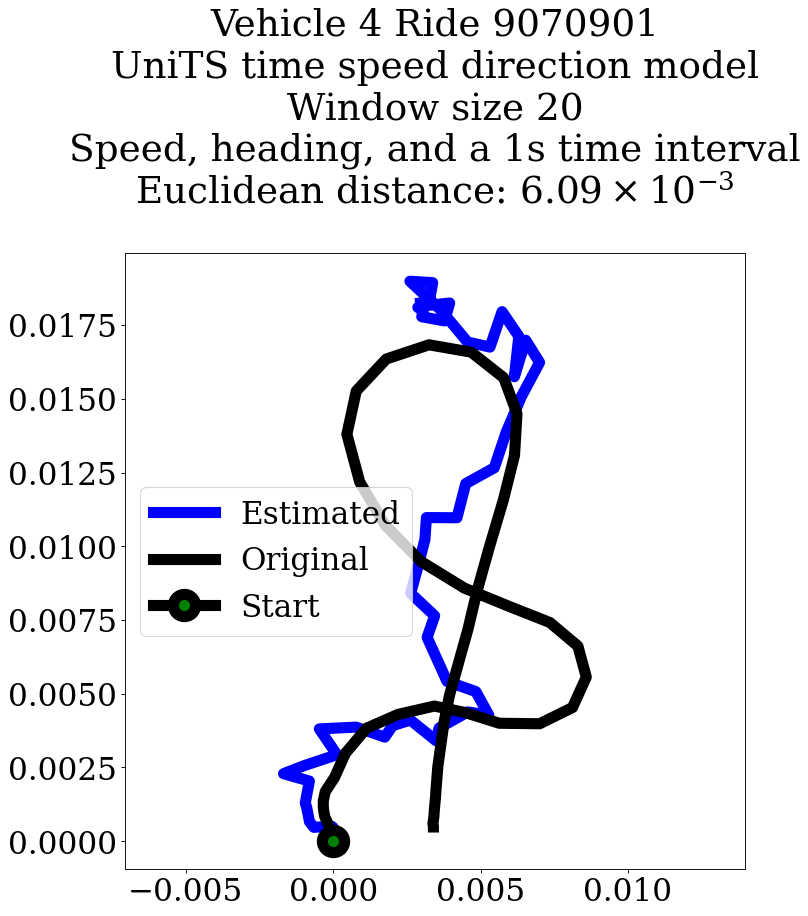 Vehicle 4 Ride 9070901
UniTS time speed direction model
Window size 20
Speed, heading, and a 1s time interval
Euclidean distance: 6.09 × 10⁻³
0.0175
0.0150
0.0125
0.0100
0.0075
0.0050
0.0025
0.0000
Estimated
Original
Start
−0.005 0.000 0.005 0.010